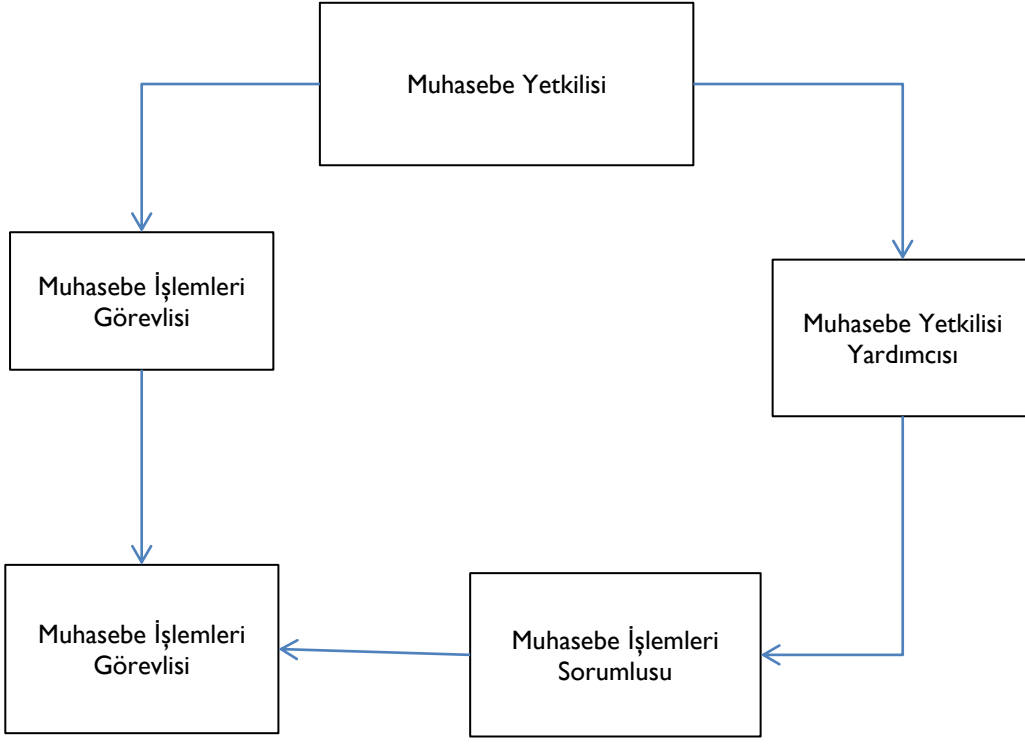 Muhasebe Yetkilisi
Muhasebe İşlemleri
Görevlisi
Muhasebe Yetkilisi
Yardımcısı
Muhasebe İşlemleri
Görevlisi
Muhasebe İşlemleri
Sorumlusu